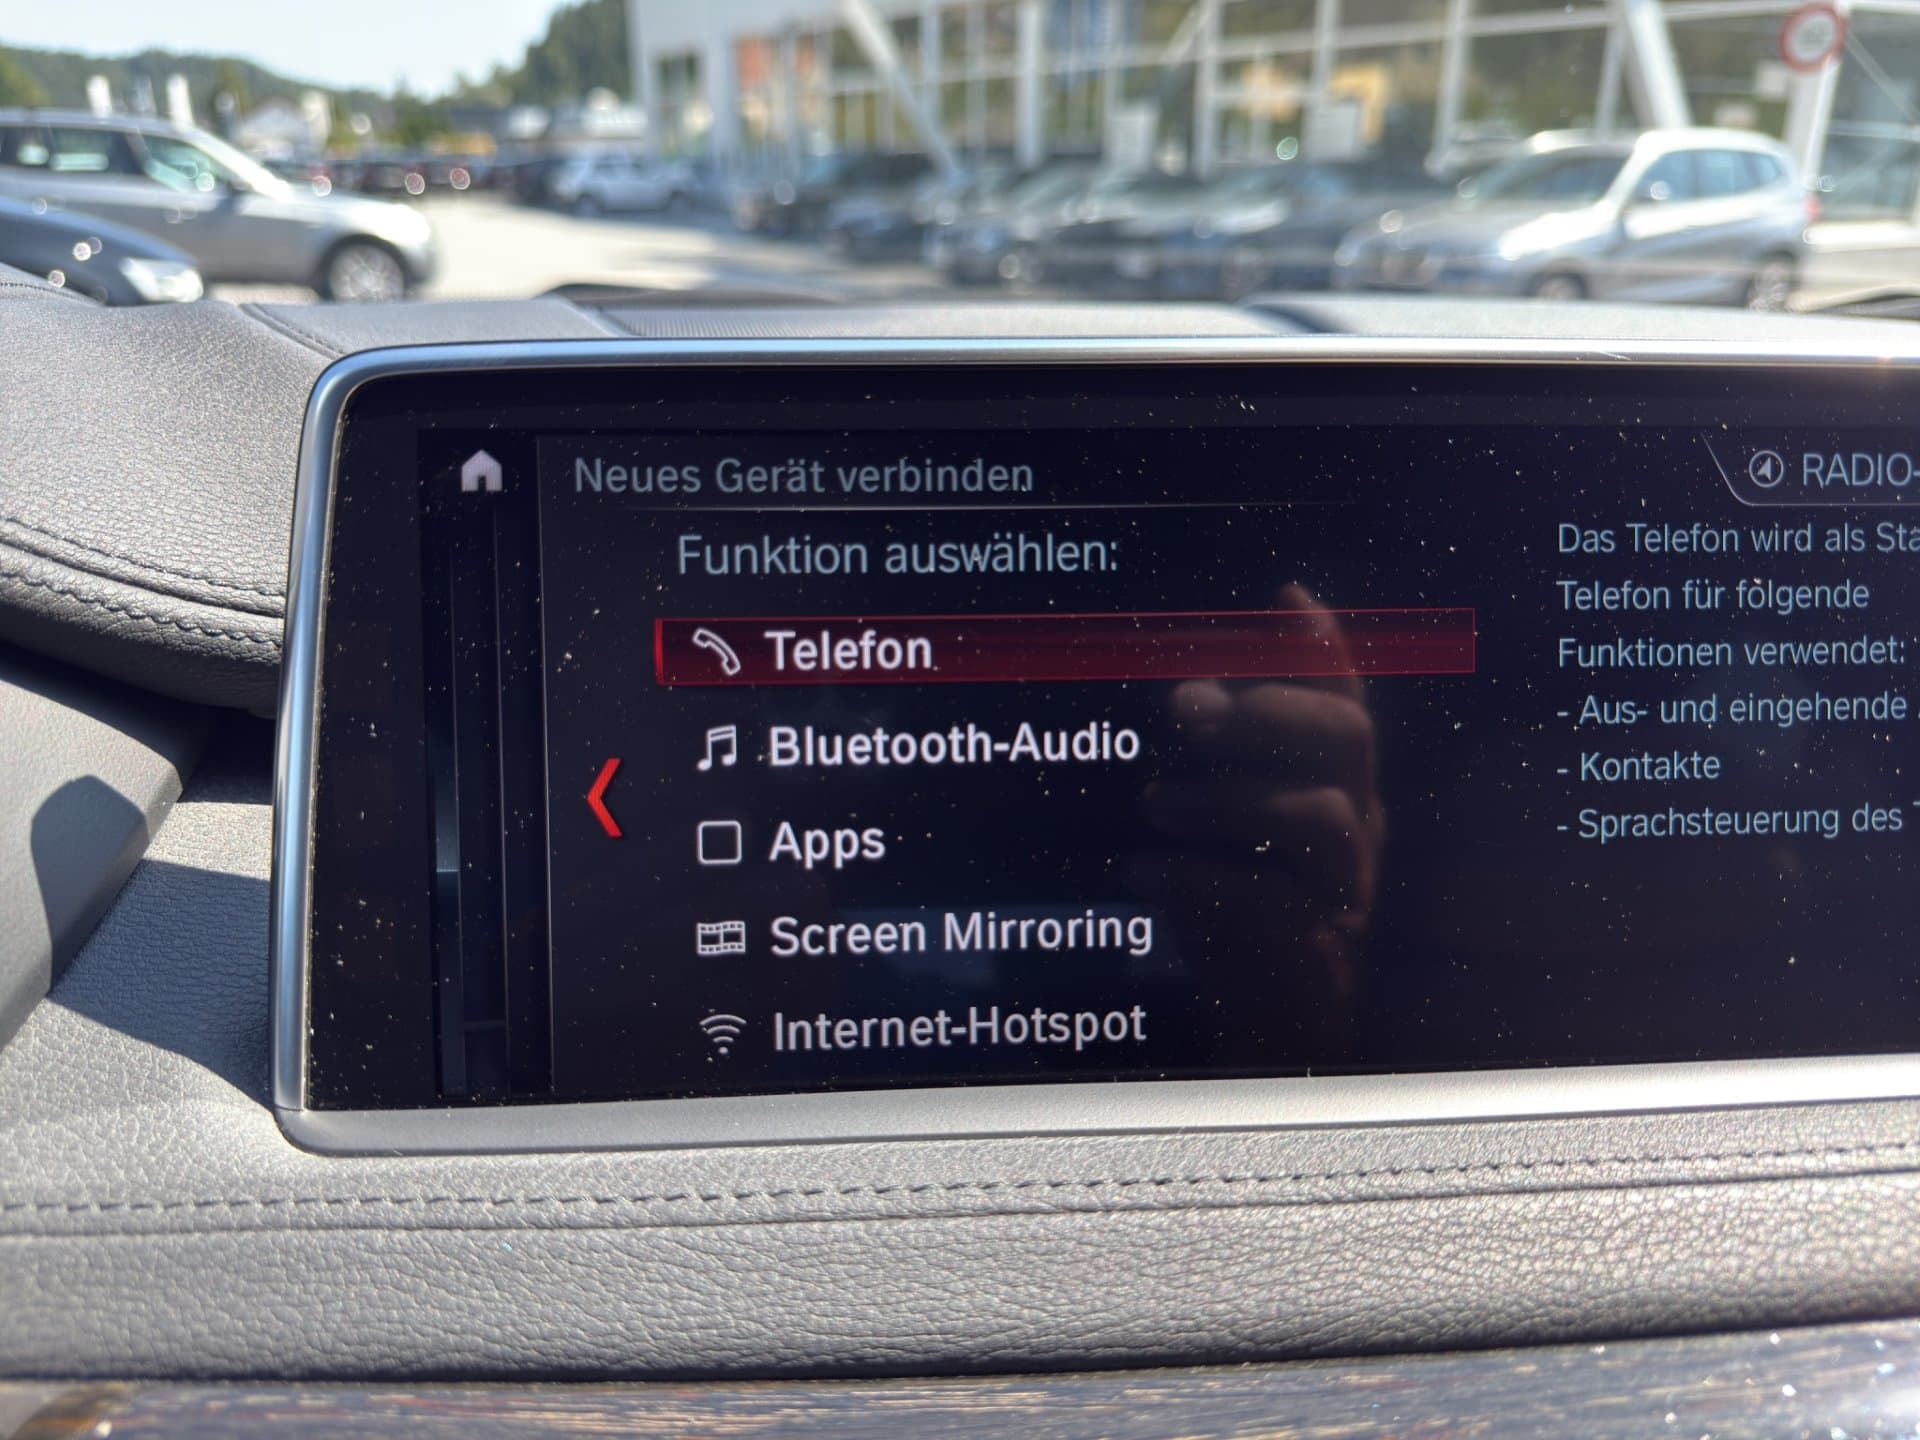 Neues Gerät verbinden
RADIO-
Funktion auswählen:
Telefon
Bluetooth-Audio
Apps
Screen Mirroring
Internet-Hotspot
Das Telefon wird als Sta
Telefon für folgende
Funktionen verwendet:
- Aus- und eingehende
- Kontakte
- Sprachsteuerung des